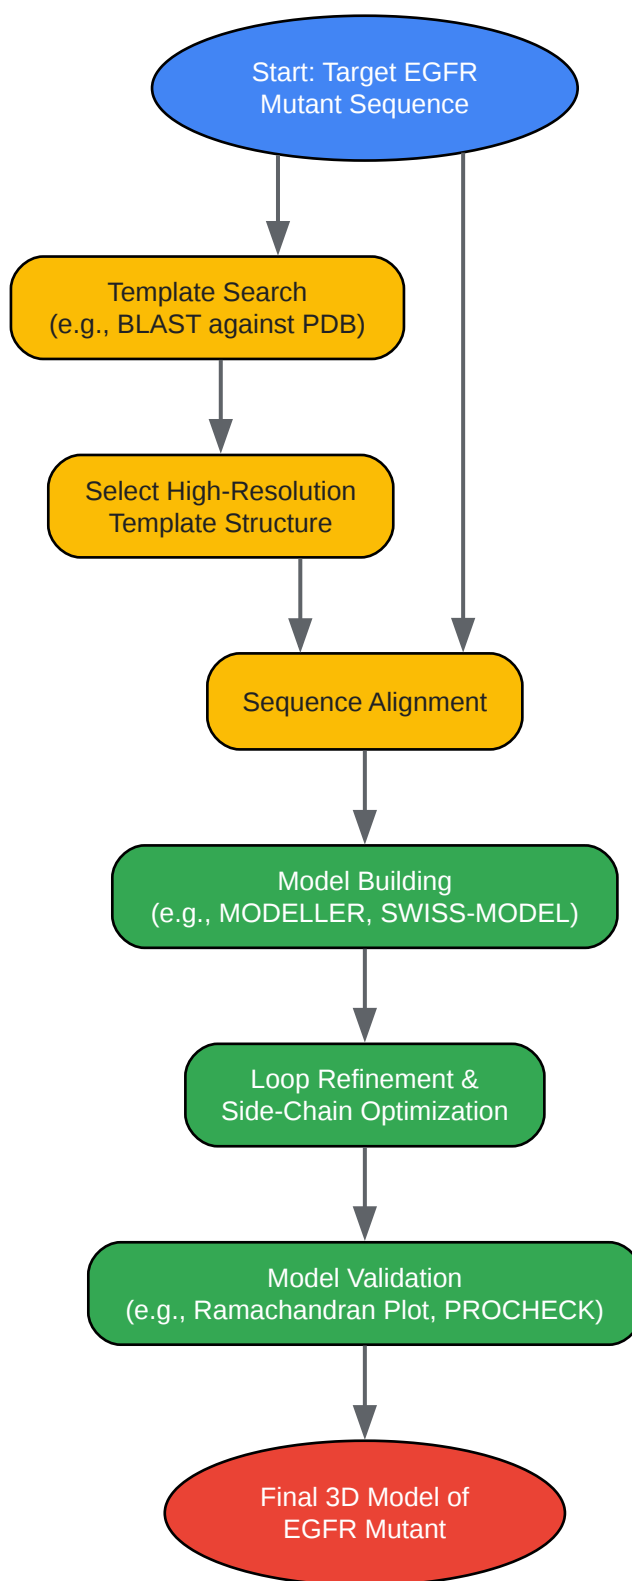 Start: Target EGFR
Mutant Sequence
Template Search
(e.g., BLAST against PDB)
Select High-Resolution
Template Structure
Sequence Alignment
Model Building
(e.g., MODELLER, SWISS-MODEL)
Loop Refinement &
Side-Chain Optimization
Model Validation
(e.g., Ramachandran Plot, PROCHECK)
Final 3D Model of
EGFR Mutant